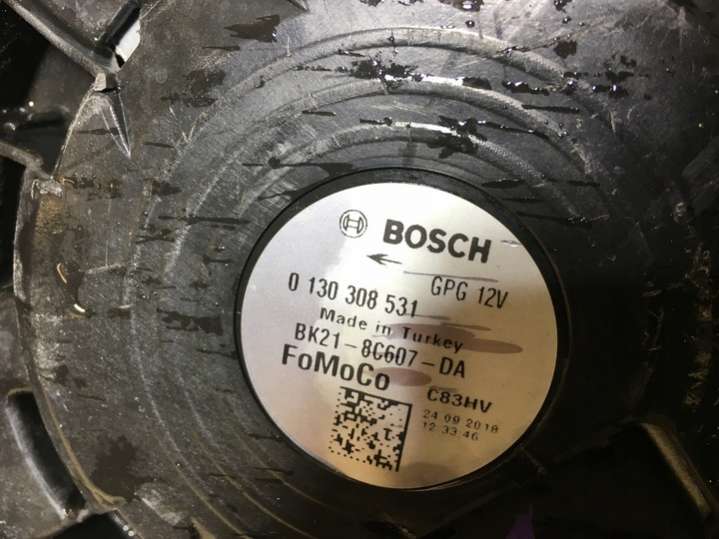 BOSCH
GPG 12V
0 130 308 531
Made in Turkey
BK21-8C607-DA
FoMoCo
C83HV
24 09 2018
12:33:46